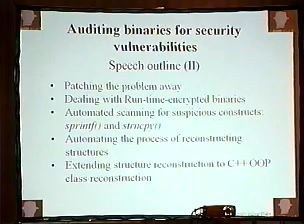 Auditing binaries for security
vulnerabilities
Speech outline (II)
• Patching the problem away
• Dealing with Run-time-encrypted binaries
• Automated scanning for suspicious constructs:
sprintf() and strncpy()
• Automating the process of reconstructing
structures
• Extending structure reconstruction to C++ OOP
class reconstruction